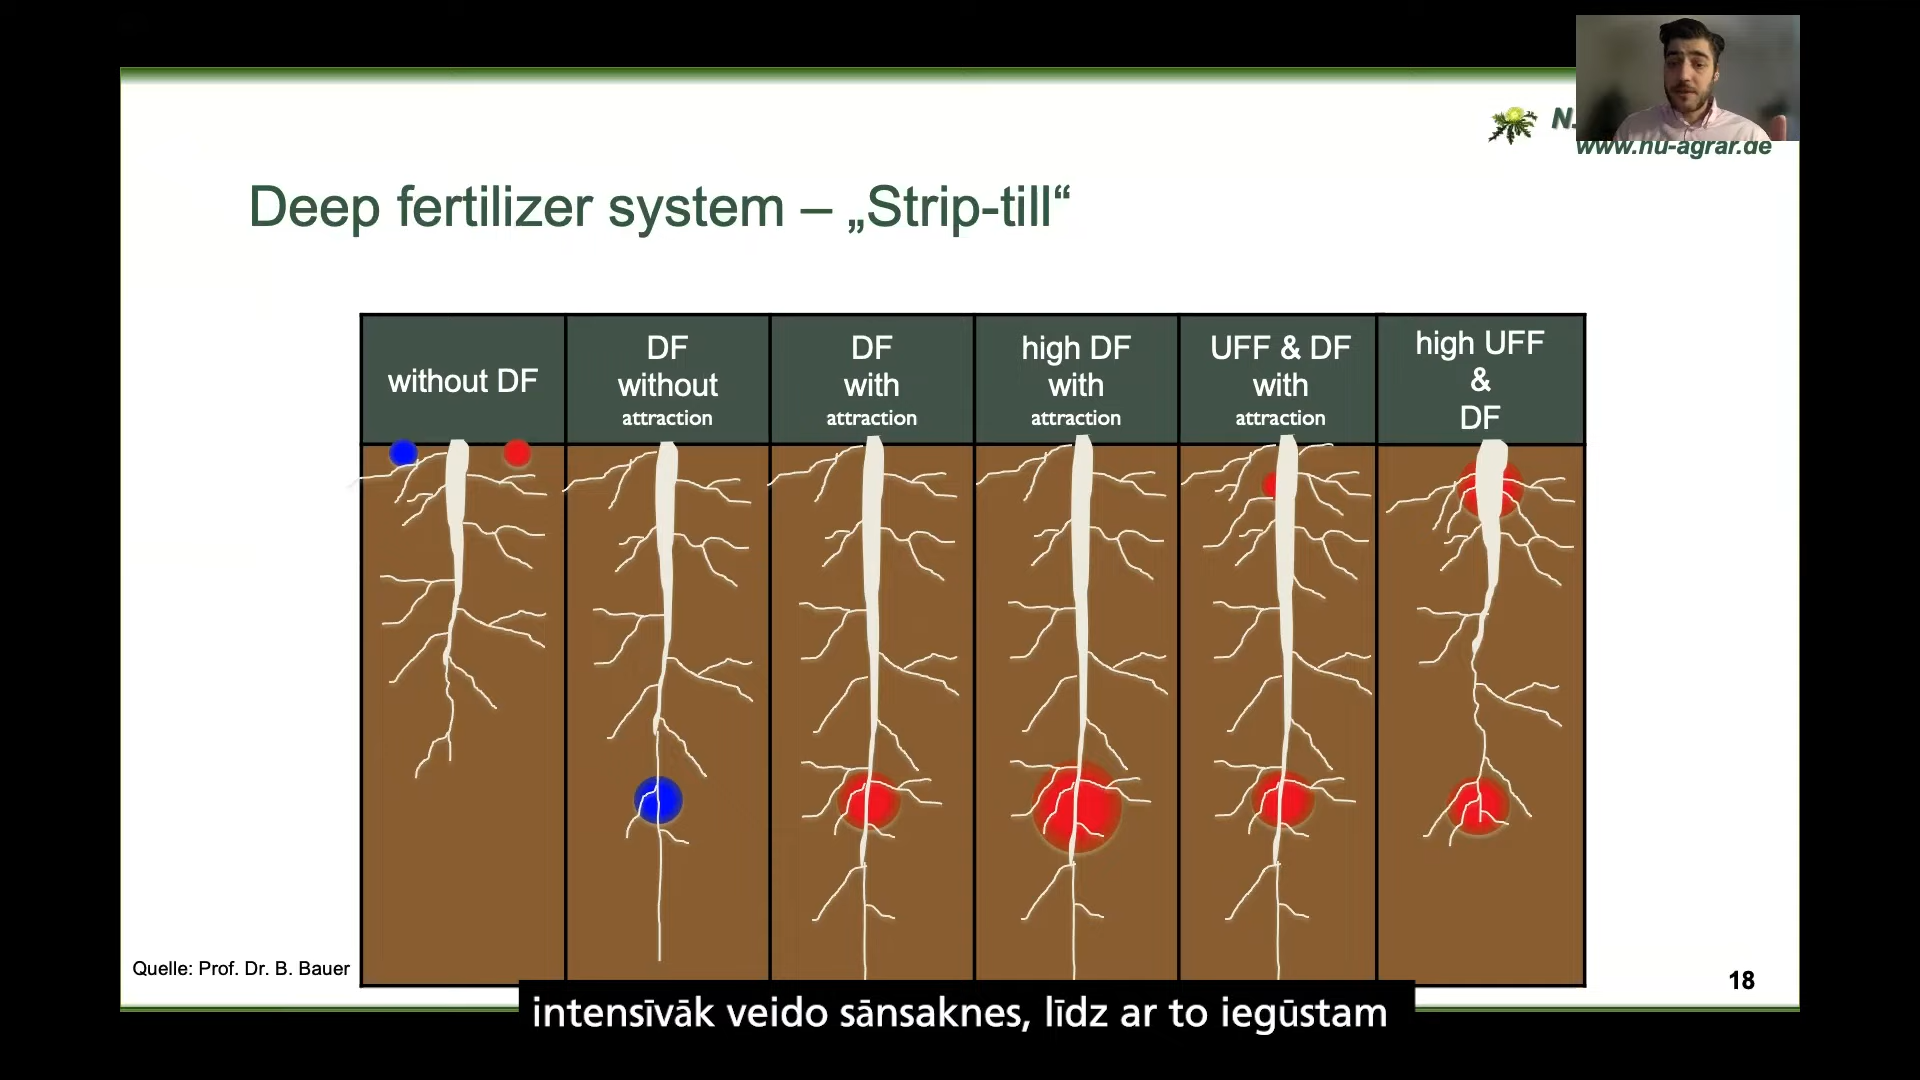 N.
www.nu-agrar.de
Deep fertilizer system – „Strip-till“
without DF
DF
without
attraction
DF
with
attraction
high DF
with
attraction
UFF & DF
with
attraction
high UFF
&
DF
Quelle: Prof. Dr. B. Bauer
18
intensīvāk veido sānsaknes, līdz ar to iegūstam